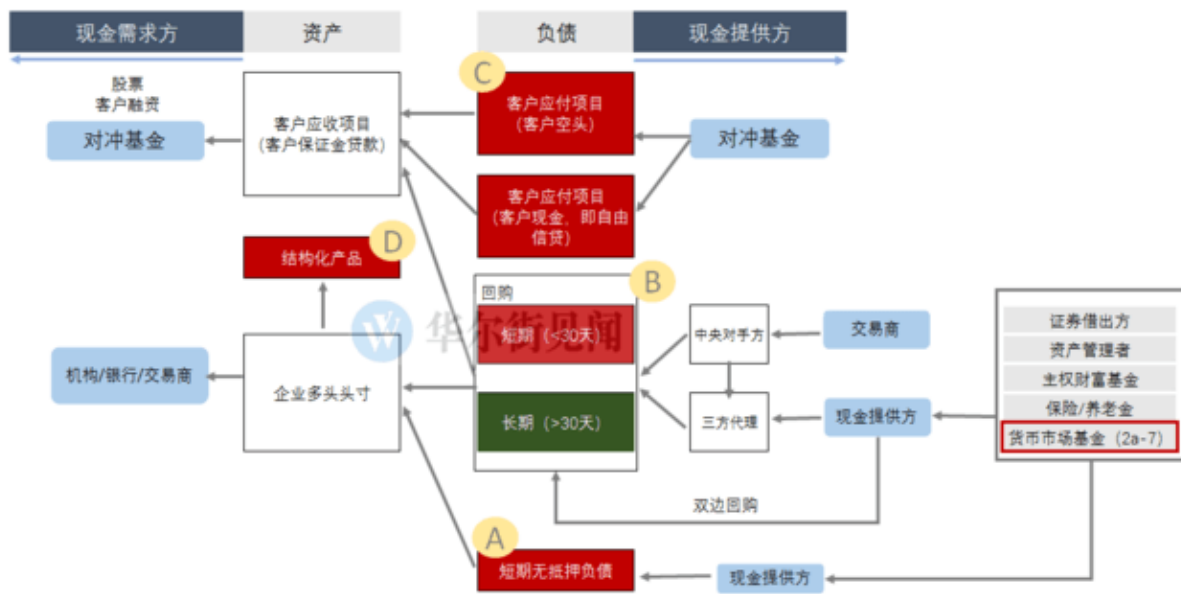 现金需求方
资产
负债
现金提供方
股票
客户融资
对冲基金
客户应收项目
(客户保证金贷款)
C
客户应付项目
(客户空头)
对冲基金
客户应付项目
(客户现金，即自由
信贷)
D
结构化产品
B
回购
短期（<30天）
华尔街见闻
中央对手方
交易商
机构/银行/交易商
企业多头头寸
长期（>30天）
三方代理
现金提供方
证券借出方
资产管理者
主权财富基金
保险/养老金
货币市场基金（2a-7）
双边回购
A
短期无抵押负债
现金提供方